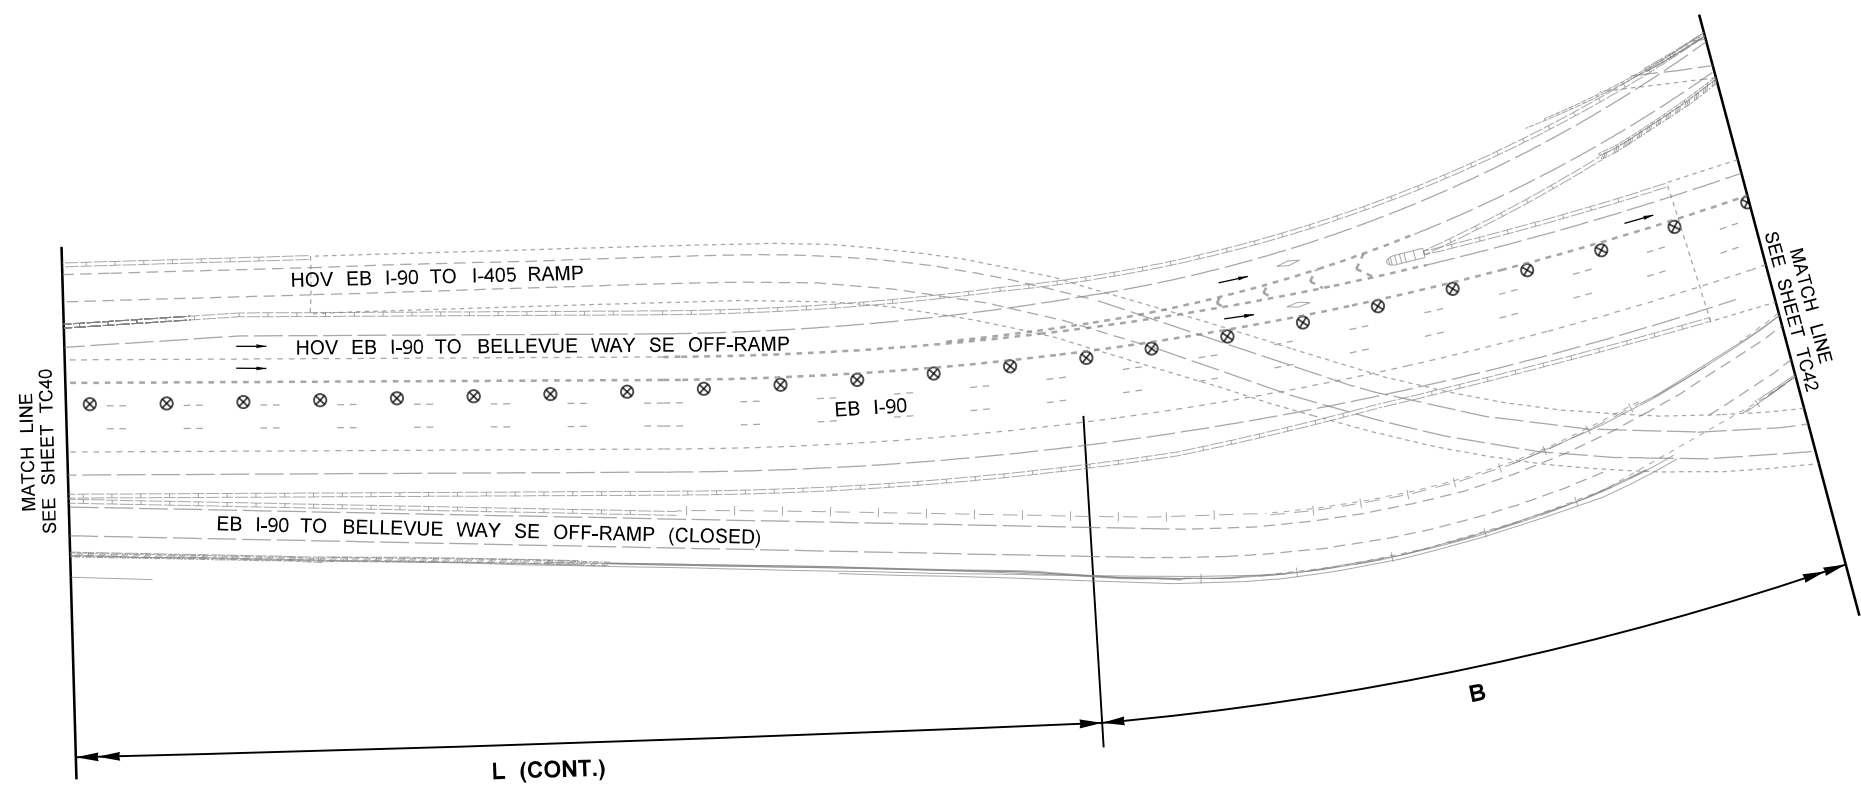 HOV EB I-90 TO I-405 RAMP
HOV EB I-90 TO BELLEVUE WAY SE OFF-RAMP
EB I-90
EB I-90 TO BELLEVUE WAY SE OFF-RAMP (CLOSED)
MATCH LINE
SEE SHEET TC40
MATCH LINE
SEE SHEET TC42
L (CONT.)
B